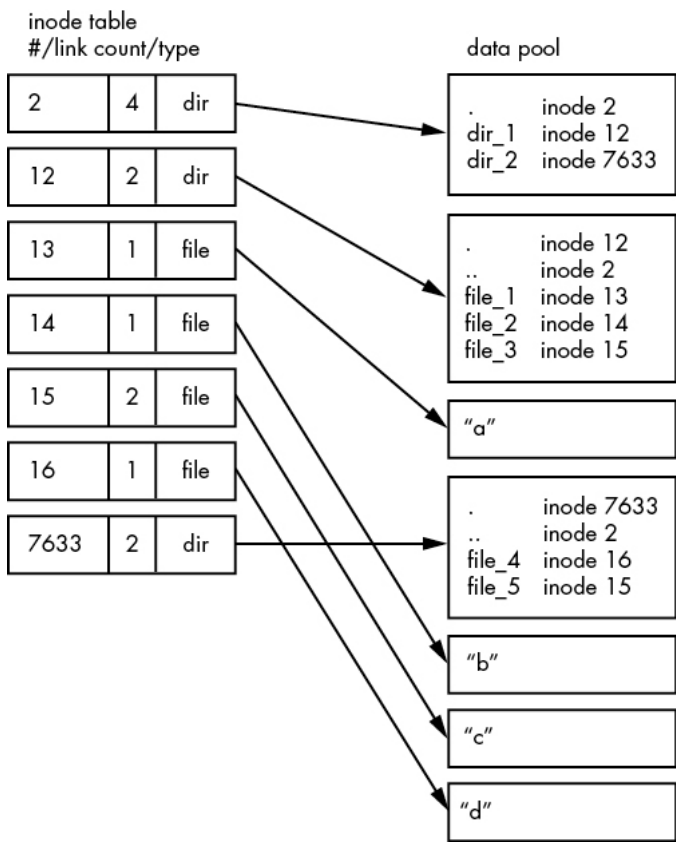 inode table
#/link count/type
2 4 dir
12 2 dir
13 1 file
14 1 file
15 2 file
16 1 file
7633 2 dir
data pool
. inode 2
dir_1 inode 12
dir_2 inode 7633
. inode 12
.. inode 2
file_1 inode 13
file_2 inode 14
file_3 inode 15
“a”
. inode 7633
.. inode 2
file_4 inode 16
file_5 inode 15
“b”
“c”
“d”